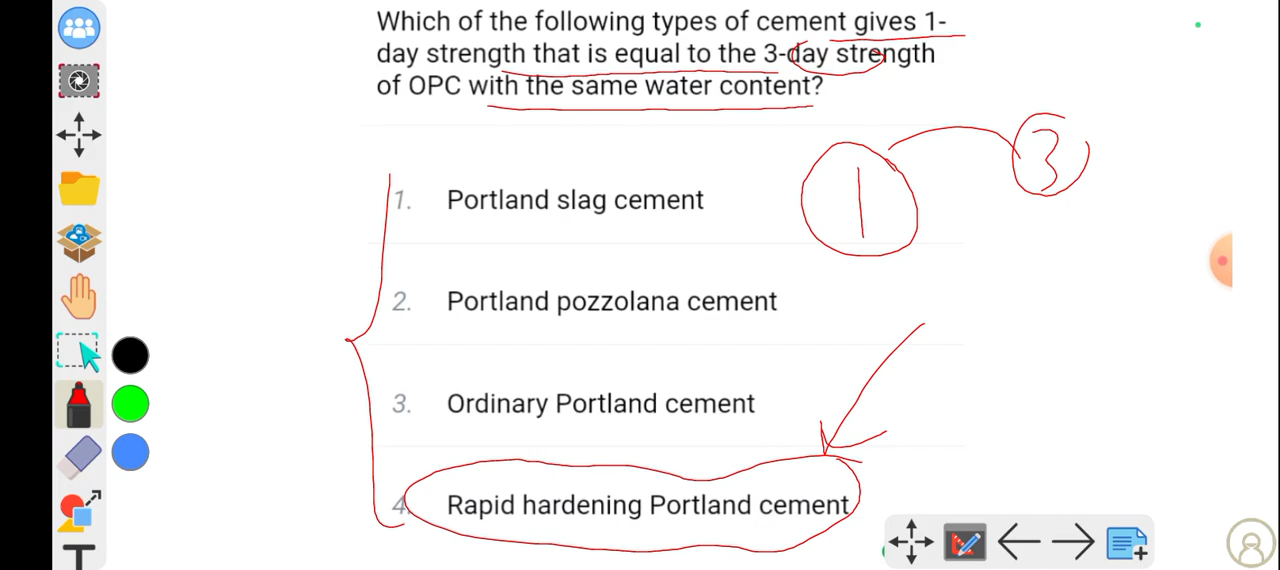 Which of the following types of cement gives 1-
day strength that is equal to the 3-day strength
of OPC with the same water content?
1 3
1. Portland slag cement
2. Portland pozzolana cement
3. Ordinary Portland cement
4. Rapid hardening Portland cement
T